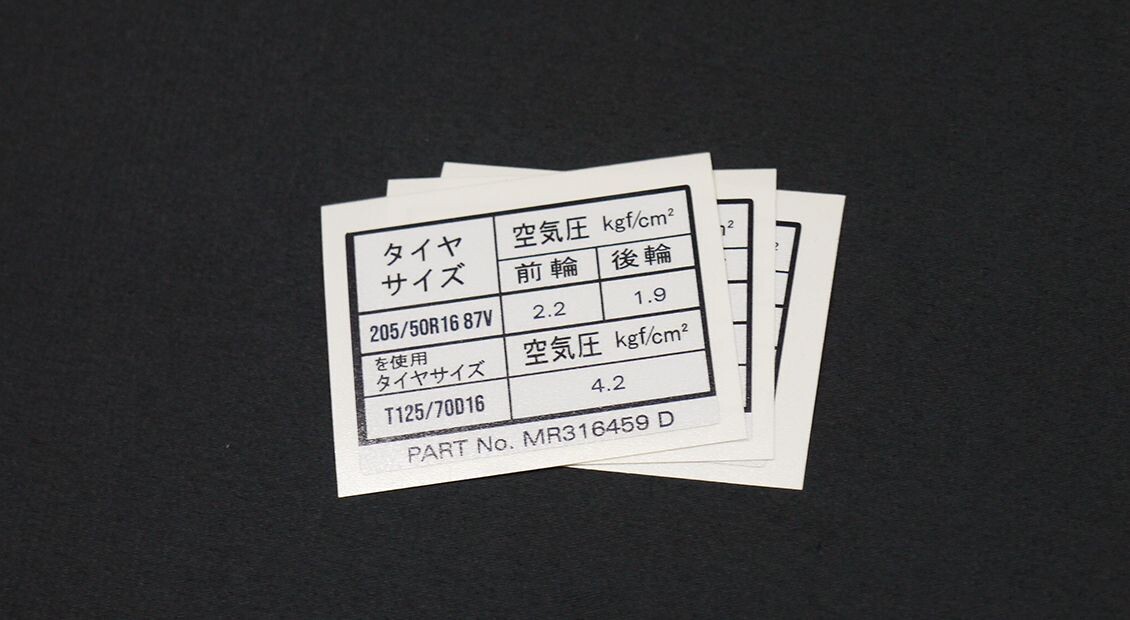 タイヤ
サイズ
空気圧 kgf/cm²
前輪 後輪
205/50R16 87V 2.2 1.9
を使用
タイヤサイズ
空気圧 kgf/cm²
T125/70D16 4.2
PART No. MR316459 D